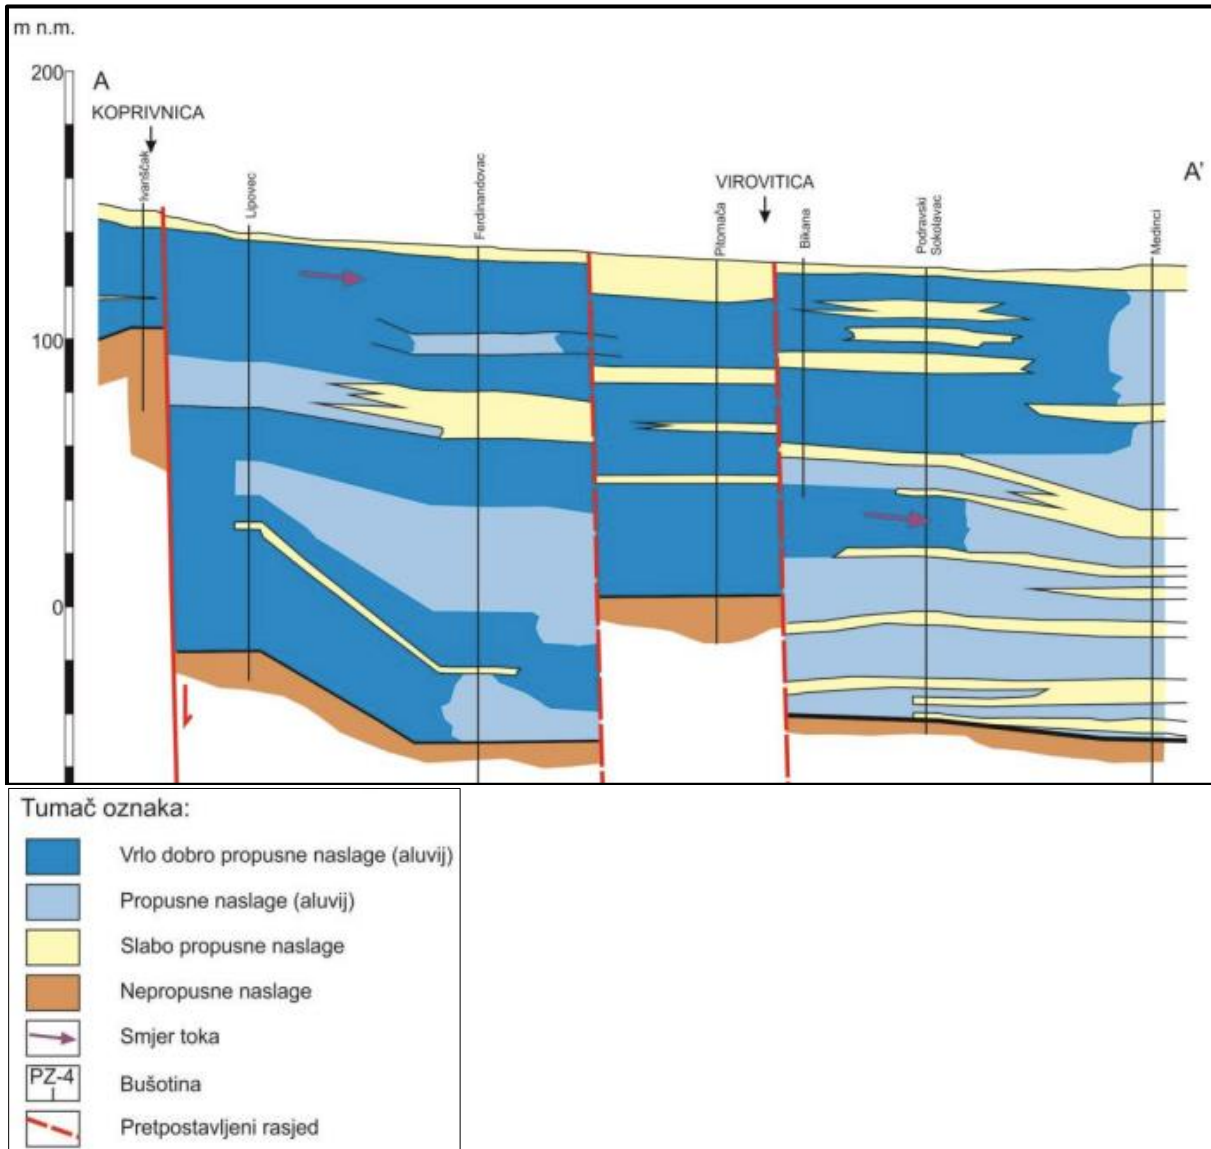 m n.m.
200
A
KOPRIVNICA
Ivanščak
Lipovec
Ferdinandovac
VIROVITICA
Pitomača
Bikana
Podravski
Sokolavac
A'
Medinci
100
0
Tumač oznaka:
Vrlo dobro propusne naslage (aluvij)
Propusne naslage (aluvij)
Slabo propusne naslage
Nepropusne naslage
Smjer toka
PZ-4
Bušotina
Pretpostavljeni rasjed